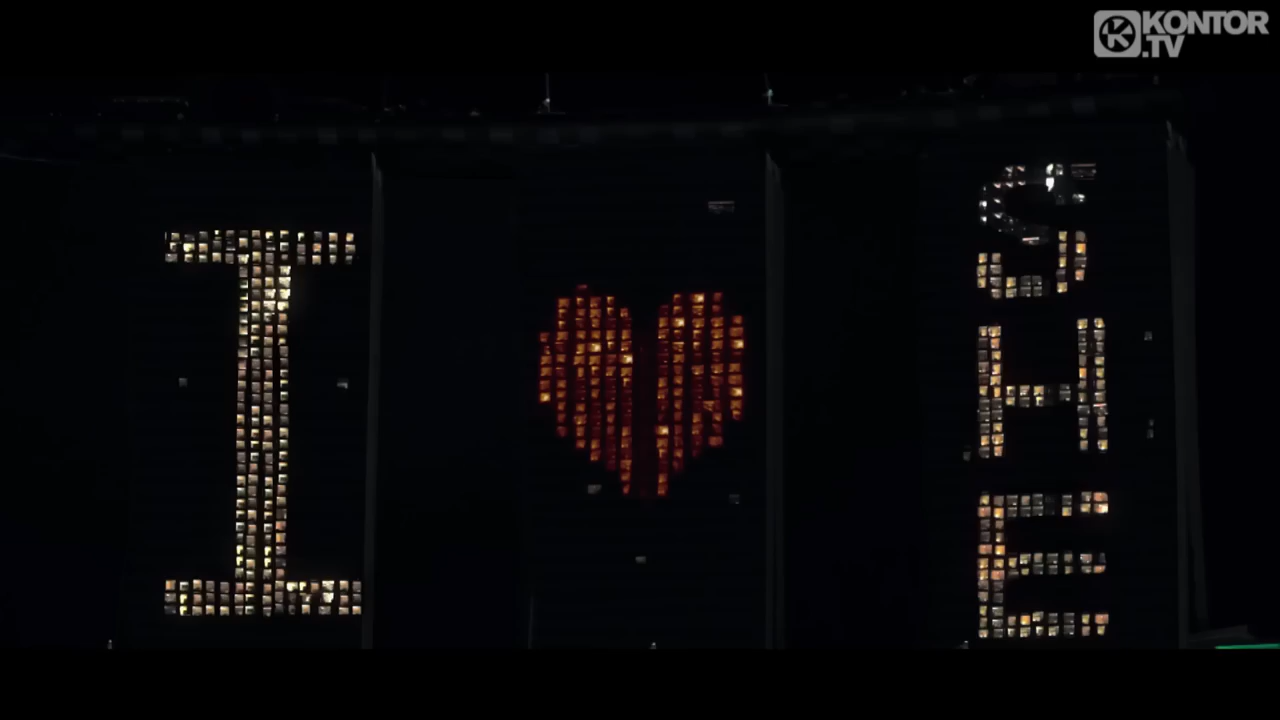 KONTOR
.TV
I ♥ SHE